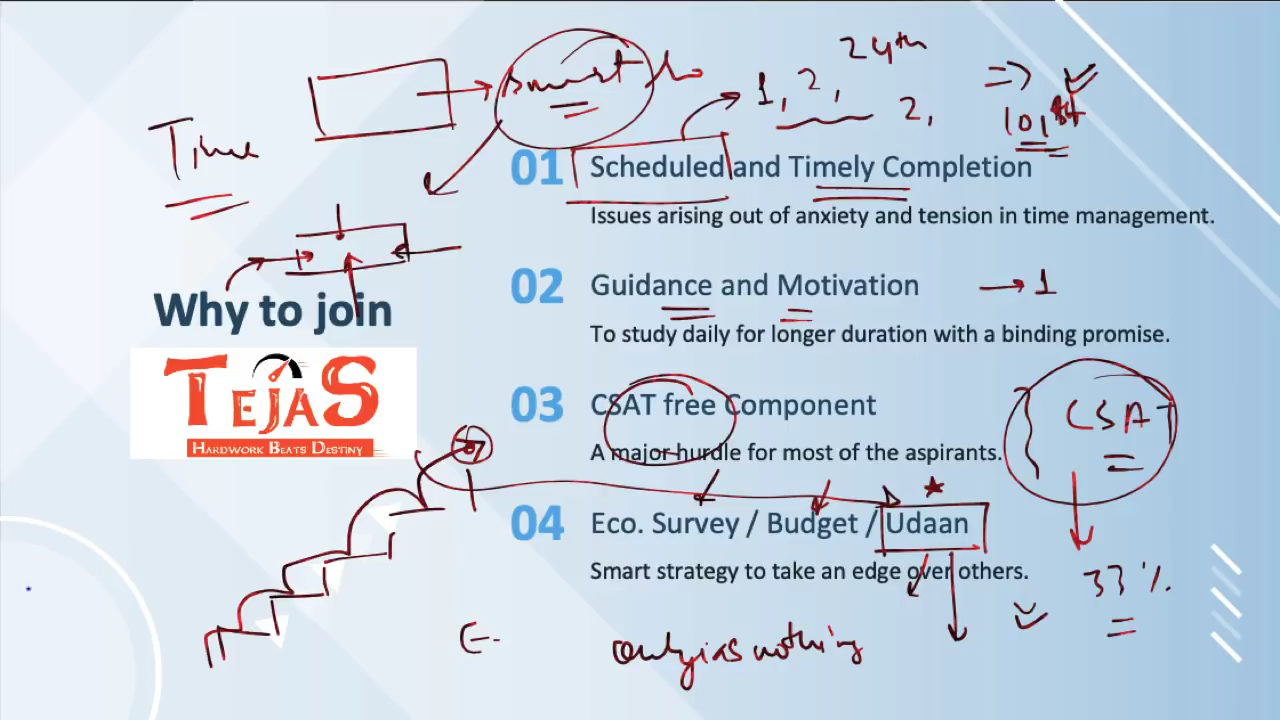 smart
1, 2, 24th
2,
=> 101st
Time
01 Scheduled and Timely Completion
Issues arising out of anxiety and tension in time management.
02 Guidance and Motivation → 1
To study daily for longer duration with a binding promise.
Why to join
TEJAS
HARDWORK BEATS DESTINY
03 CSAT free Component
A major hurdle for most of the aspirants.
CSAT
04 Eco. Survey / Budget / Udaan
Smart strategy to take an edge over others.
33%
nothing